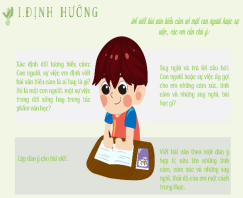 I. ĐỊNH HƯỚNG
Để viết bài văn biểu cảm về một con người hoặc sự
việc, các em cần chú ý:
Xác định đối tượng biểu cảm:
Con người, sự việc em định viết
bài văn biểu cảm là ai hay là gì?
Đó là một con người, một sự việc
trong đời sống hay trong tác
phẩm văn học?
Suy nghĩ và trả lời câu hỏi:
Con người hoặc sự việc ấy gợi
cho em những cảm xúc, tình
cảm và những suy nghĩ, bài
học gì?
Lập dàn ý cho bài viết.
Viết bài văn theo một dàn ý
hợp lí; nêu lên những tình
cảm, cảm xúc và những
suy nghĩ, thái độ của em một cách
trung thực.